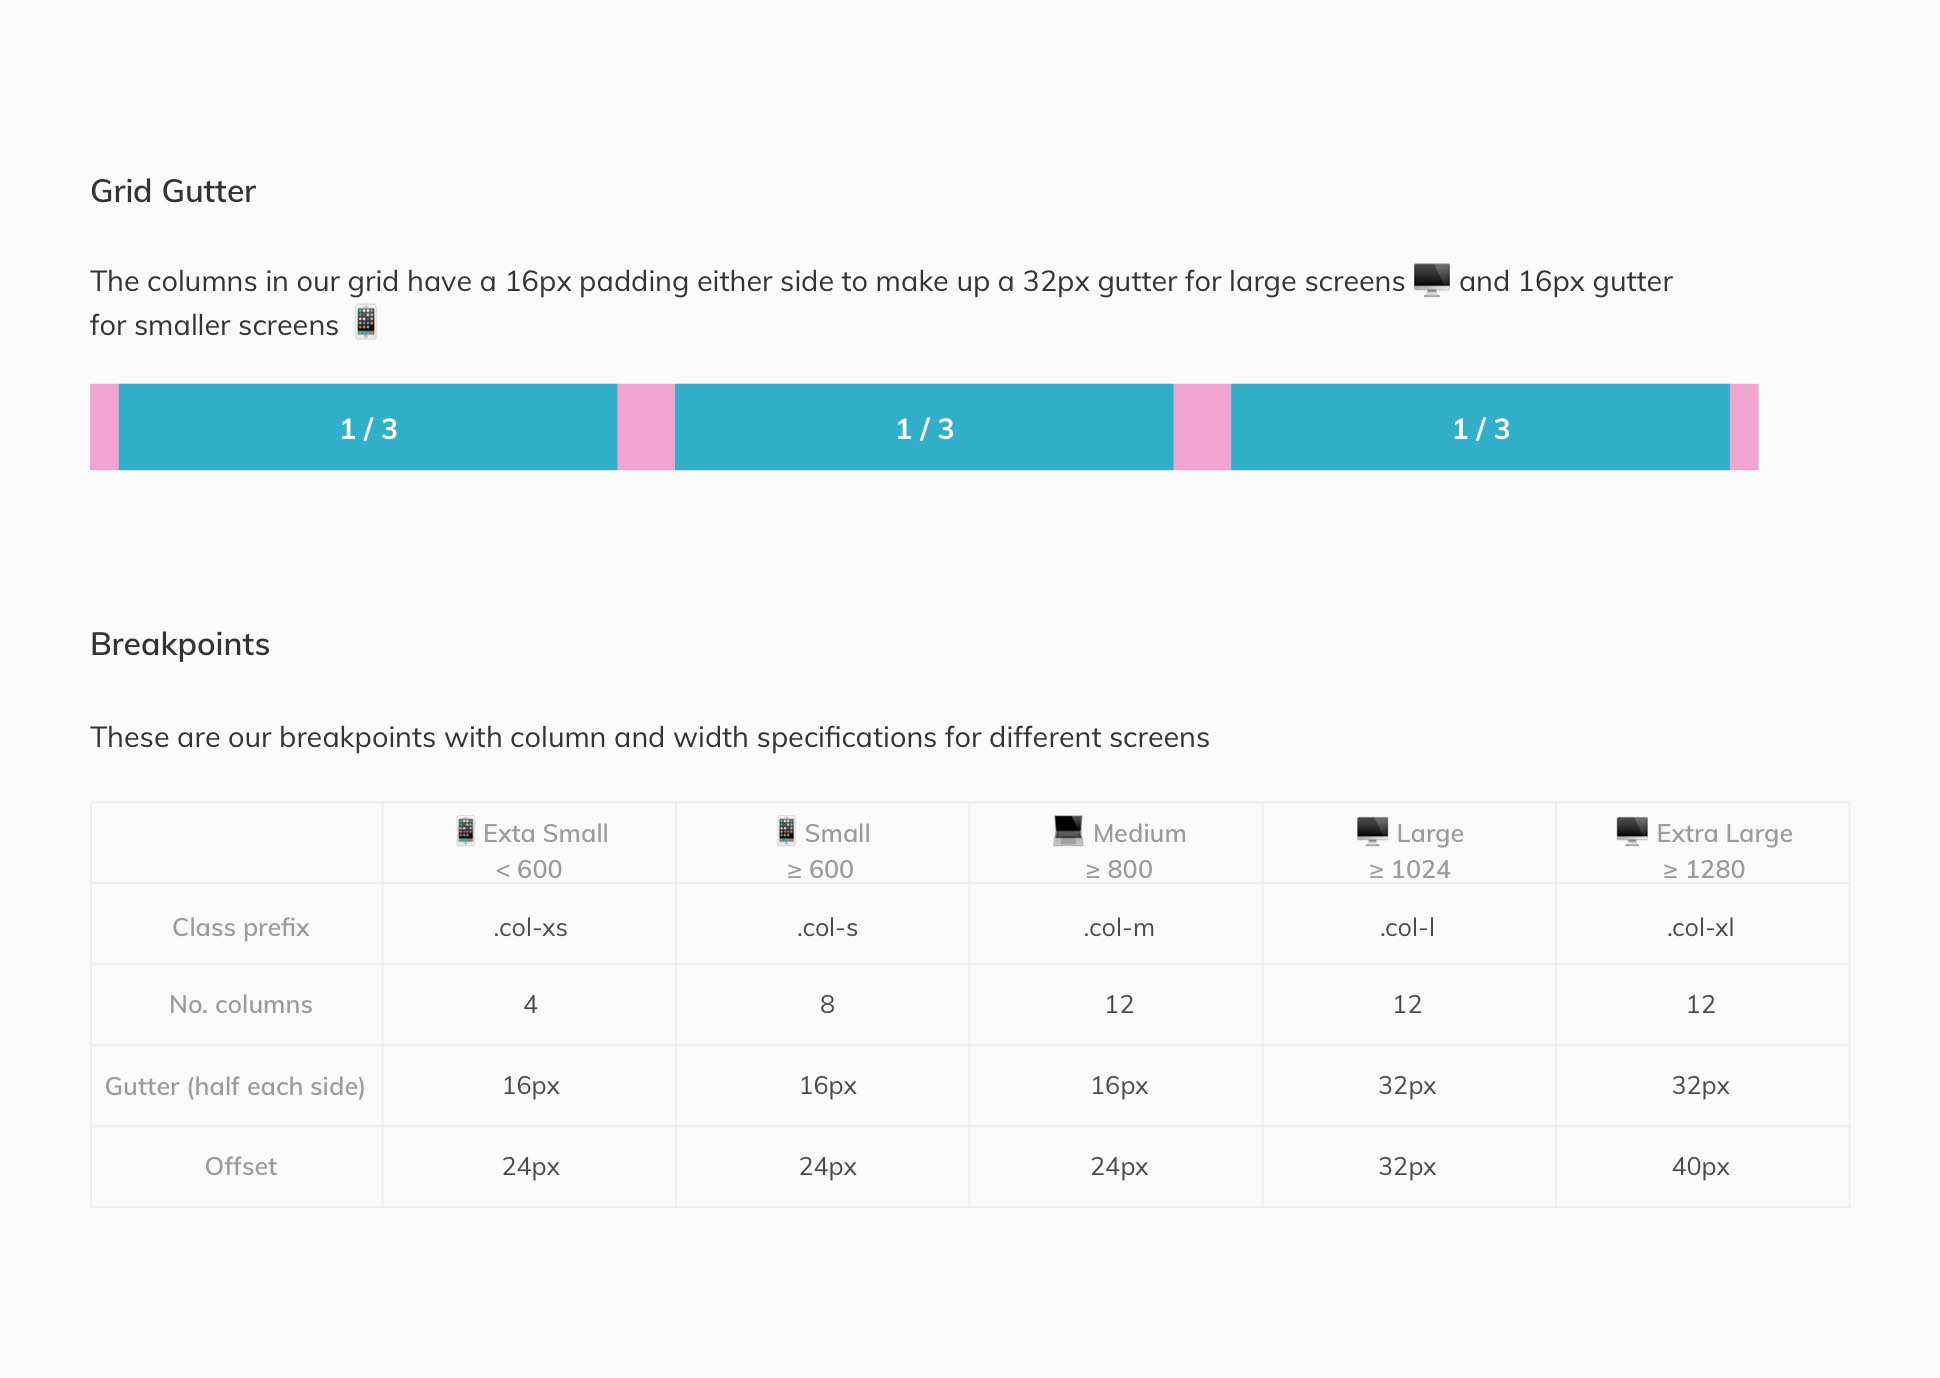 Grid Gutter
The columns in our grid have a 16px padding either side to make up a 32px gutter for large screens 🖥 and 16px gutter
for smaller screens 📱
1 / 3 1 / 3 1 / 3
Breakpoints
These are our breakpoints with column and width specifications for different screens
📱 Exta Small 📱 Small 💻 Medium 🖥 Large 🖥 Extra Large
< 600 ≥ 600 ≥ 800 ≥ 1024 ≥ 1280
Class prefix .col-xs .col-s .col-m .col-l .col-xl
No. columns 4 8 12 12 12
Gutter (half each side) 16px 16px 16px 32px 32px
Offset 24px 24px 24px 32px 40px